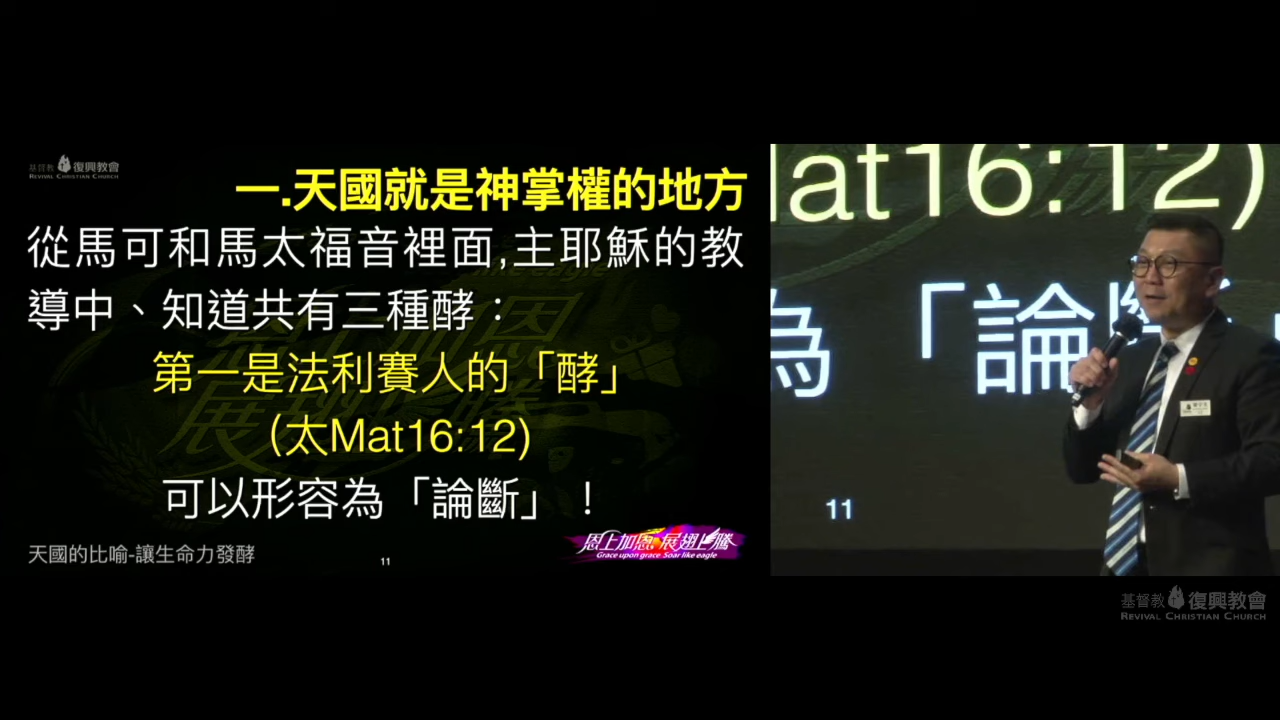 基督教 復興教會
REVIVAL CHRISTIAN CHURCH
一.天國就是神掌權的地方
從馬可和馬太福音裡面,主耶穌的教
導中、知道共有三種酵：
第一是法利賽人的「酵」
(太Mat16:12)
可以形容為「論斷」！
天國的比喻-讓生命力發酵
11
恩上加恩 展翅上騰
Grace upon grace Soar like eagle
at16:12)
為「論斷
11
基督教 復興教會
REVIVAL CHRISTIAN CHURCH